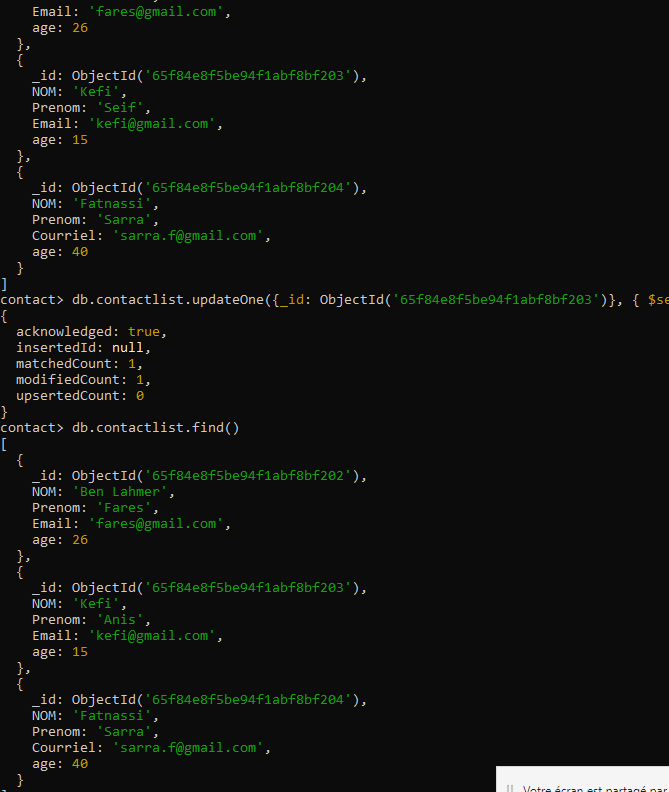 Email: 'fares@gmail.com',
age: 26
},
{
_id: ObjectId('65f84e8f5be94f1abf8bf203'),
NOM: 'Kefi',
Prenom: 'Seif',
Email: 'kefi@gmail.com',
age: 15
},
{
_id: ObjectId('65f84e8f5be94f1abf8bf204'),
NOM: 'Fatnassi',
Prenom: 'Sarra',
Courriel: 'sarra.f@gmail.com',
age: 40
}
]
contact> db.contactlist.updateOne({_id: ObjectId('65f84e8f5be94f1abf8bf203')}, { $se
{
acknowledged: true,
insertedId: null,
matchedCount: 1,
modifiedCount: 1,
upsertedCount: 0
}
contact> db.contactlist.find()
[
{
_id: ObjectId('65f84e8f5be94f1abf8bf202'),
NOM: 'Ben Lahmer',
Prenom: 'Fares',
Email: 'fares@gmail.com',
age: 26
},
{
_id: ObjectId('65f84e8f5be94f1abf8bf203'),
NOM: 'Kefi',
Prenom: 'Anis',
Email: 'kefi@gmail.com',
age: 15
},
{
_id: ObjectId('65f84e8f5be94f1abf8bf204'),
NOM: 'Fatnassi',
Prenom: 'Sarra',
Courriel: 'sarra.f@gmail.com',
age: 40
}
Votre écran est partagé par